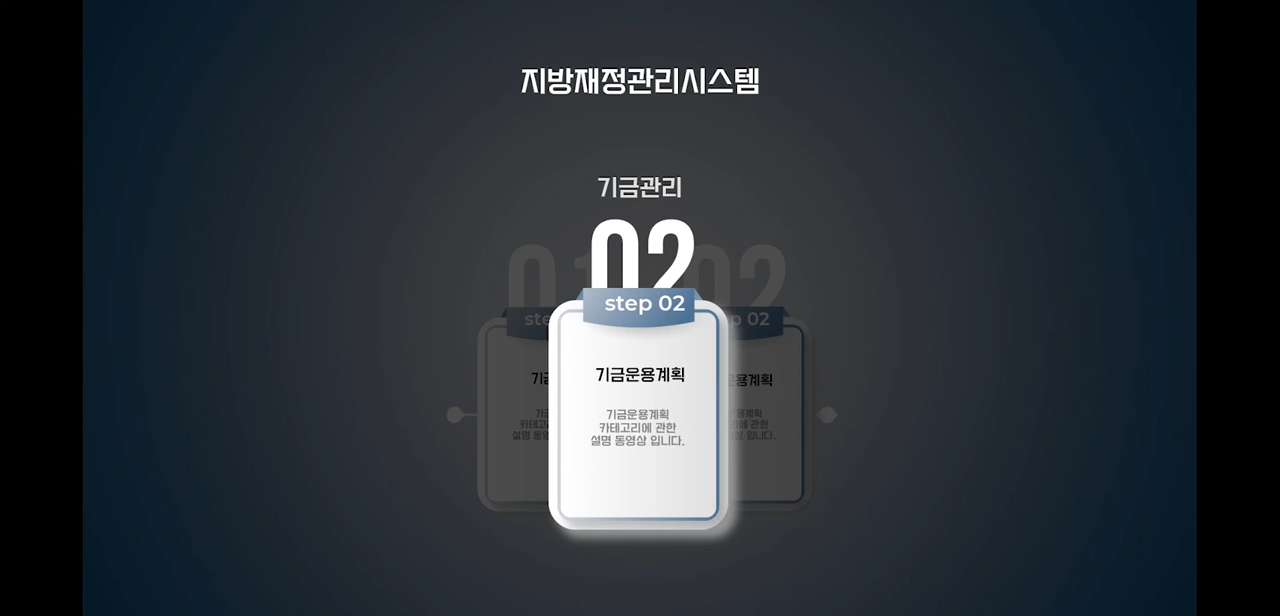 지방재정관리시스템
기금관리
02
step 02
기금운용계획
기금운용계획
카테고리에 관한
설명 동영상 입니다.